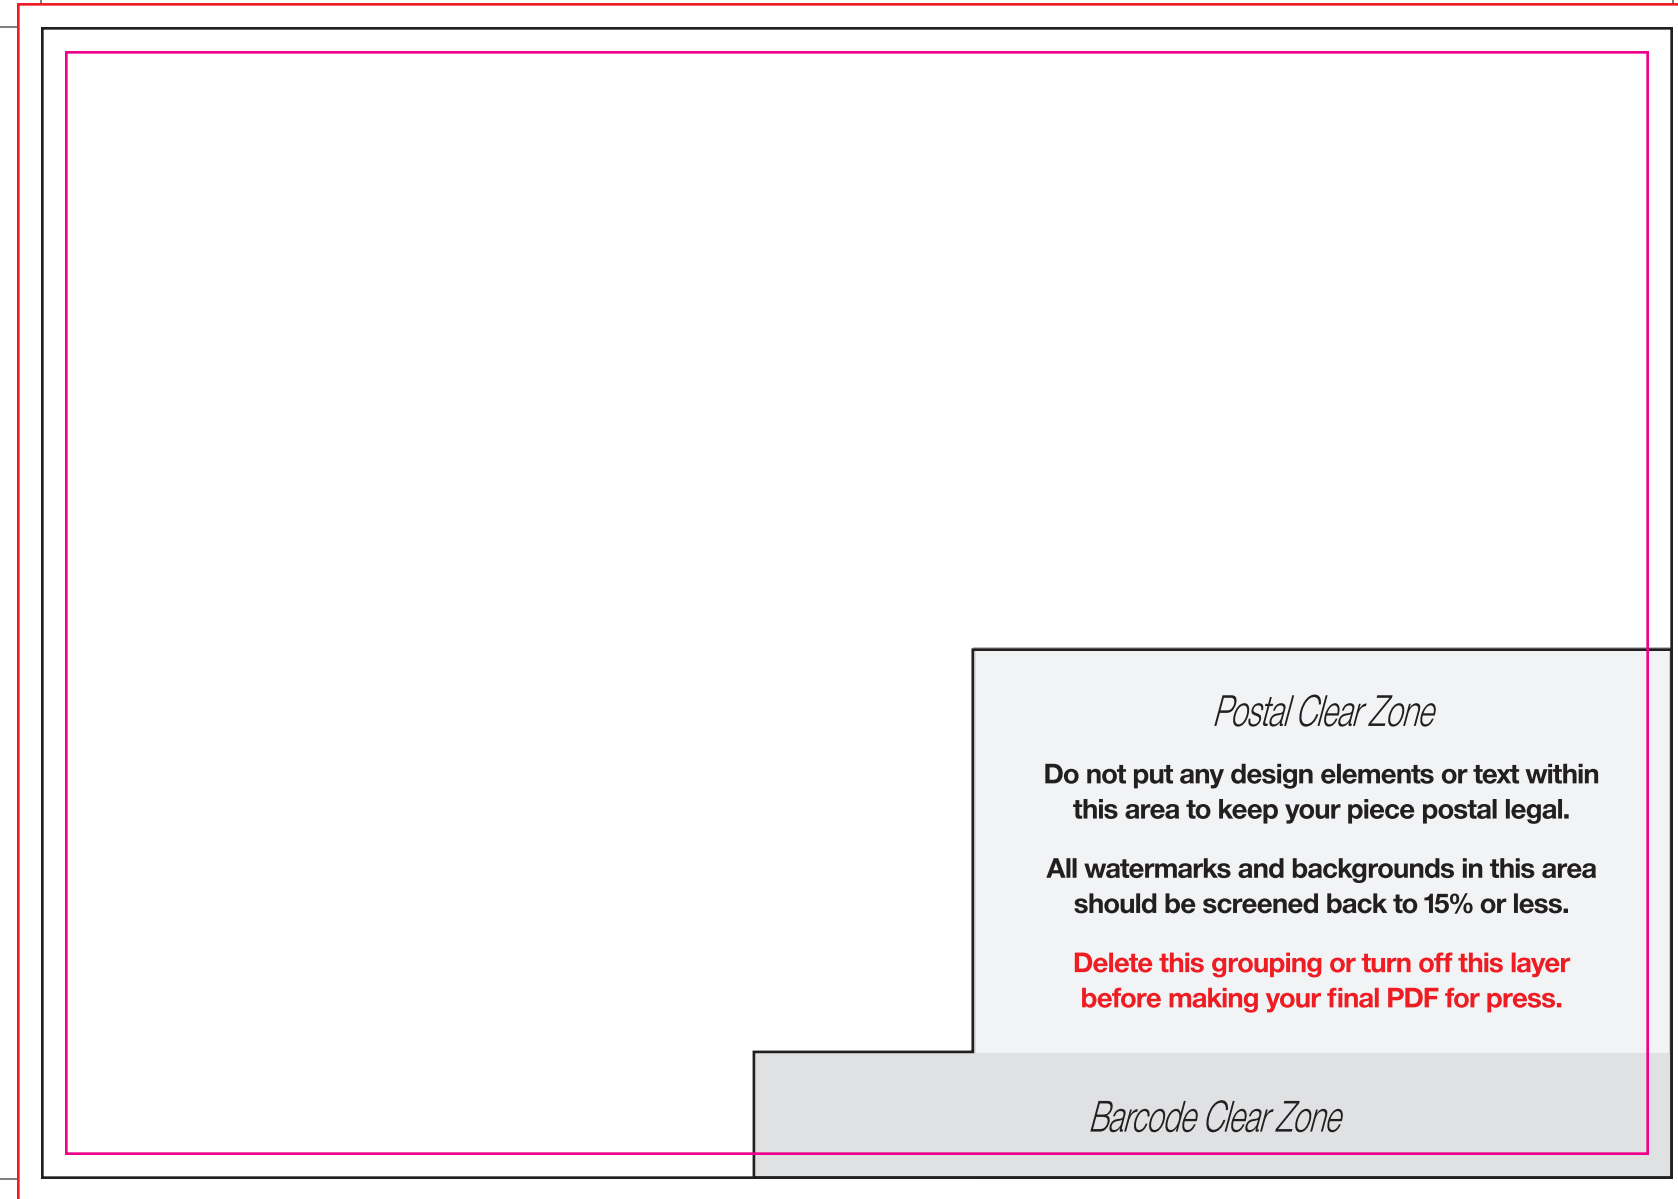 Postal Clear Zone
Do not put any design elements or text within
this area to keep your piece postal legal.
All watermarks and backgrounds in this area
should be screened back to 15% or less.
Delete this grouping or turn off this layer
before making your final PDF for press.
Barcode Clear Zone